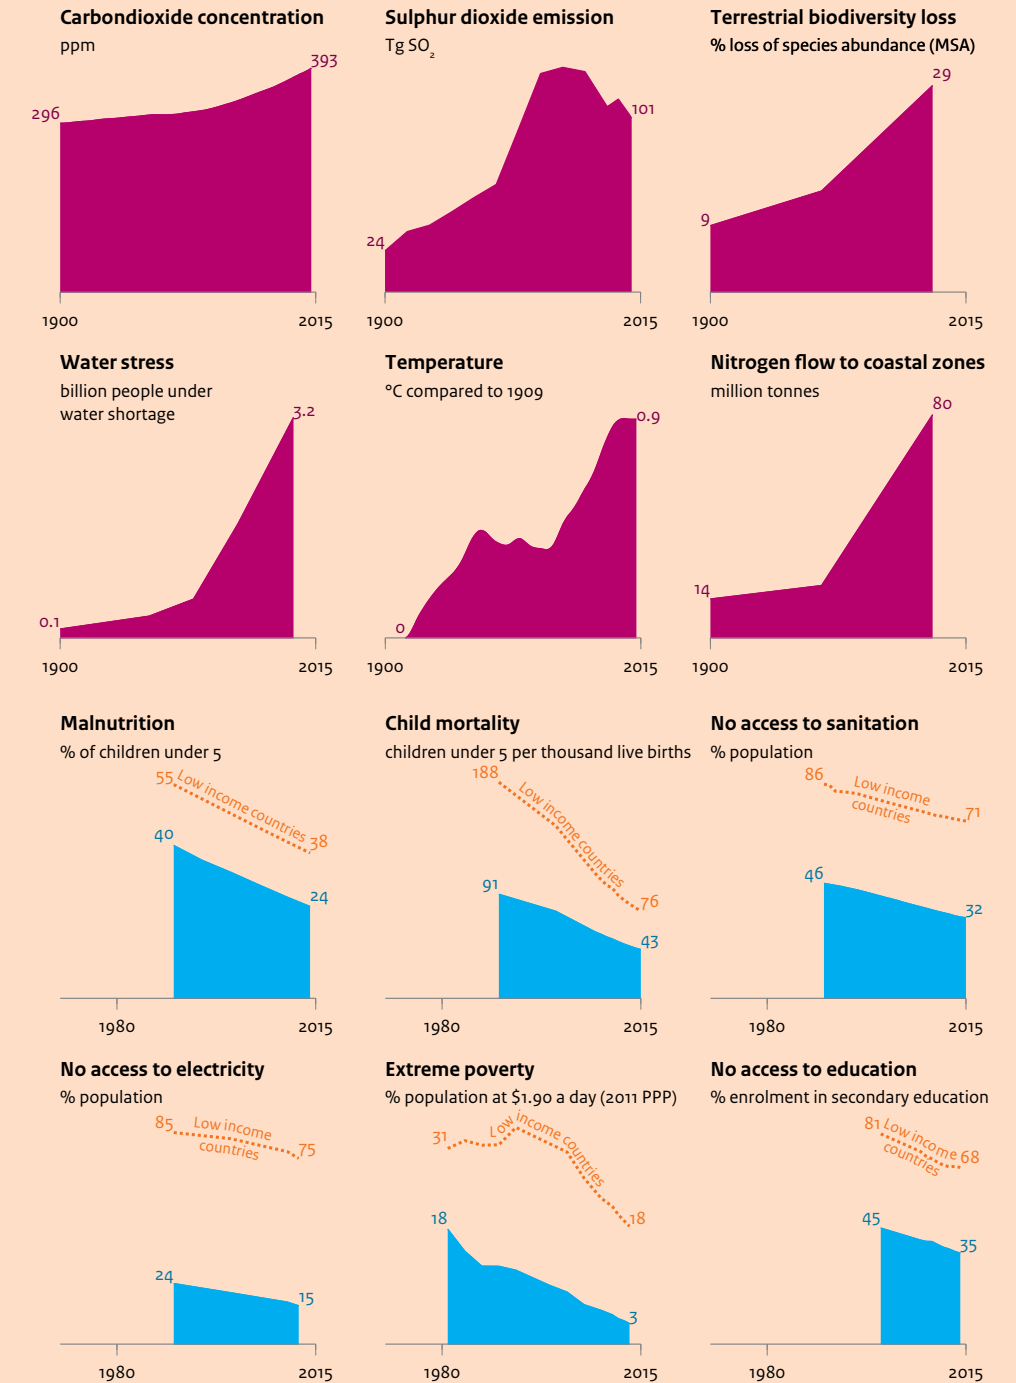 Carbondioxide concentration
ppm
393
296
1900
2015
Sulphur dioxide emission
Tg SO2
101
24
1900
2015
Terrestrial biodiversity loss
% loss of species abundance (MSA)
29
9
1900
2015
Water stress
billion people under
water shortage
3.2
0.1
1900
2015
Temperature
°C compared to 1909
0.9
0
1900
2015
Nitrogen flow to coastal zones
million tonnes
80
14
1900
2015
Malnutrition
% of children under 5
55
Low income countries
38
40
24
1980
2015
Child mortality
children under 5 per thousand live births
188
Low income countries
76
91
43
1980
2015
No access to sanitation
% population
86
Low income
countries
71
46
32
1980
2015
No access to electricity
% population
85
Low income
countries
75
24
15
1980
2015
Extreme poverty
% population at $1.90 a day (2011 PPP)
31
Low income countries
18
18
3
1980
2015
No access to education
% enrolment in secondary education
81
Low income
countries
68
45
35
1980
2015